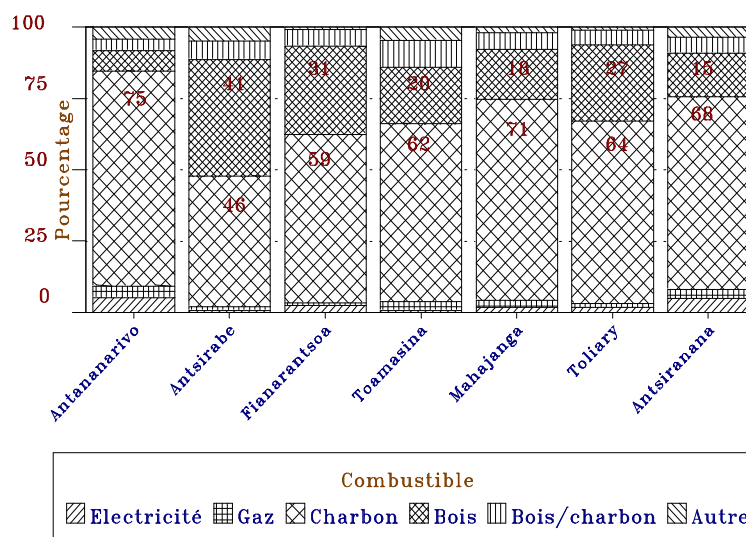 100
75
50
25
0
Pourcentage
75
41
31
20
18
27
15
46
59
62
71
64
68
Antananarivo
Antsirabe
Fianarantsoa
Toamasina
Mahajanga
Toliary
Antsiranana
Combustible
Electricité Gaz Charbon Bois Bois/charbon Autre